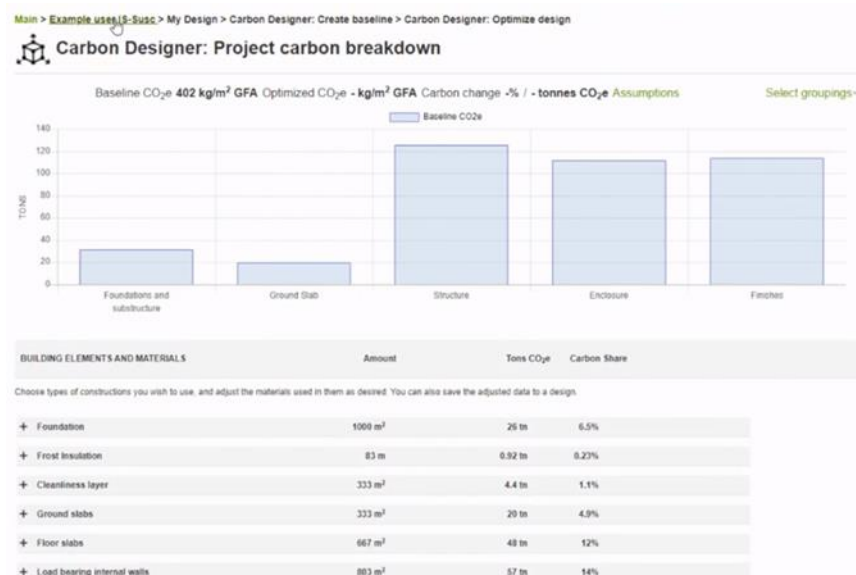 Main > Example user IS-Susc > My Design > Carbon Designer: Create baseline > Carbon Designer: Optimize design
Carbon Designer: Project carbon breakdown
Baseline CO₂e 402 kg/m² GFA Optimized CO₂e - kg/m² GFA Carbon change -% / - tonnes CO₂e Assumptions Select groupings
Baseline CO2e
140
120
100
80
60
40
20
0
TONS
Foundations and substructure
Ground Slab
Structure
Enclosure
Finishes
BUILDING ELEMENTS AND MATERIALS Amount Tons CO₂e Carbon Share
Choose types of constructions you wish to use, and adjust the materials used in them as desired. You can also save the adjusted data to a design.
+ Foundation 1000 m² 26 tn 6.5%
+ Frost Insulation 83 m 0.92 tn 0.23%
+ Cleanliness layer 333 m² 4.4 tn 1.1%
+ Ground slabs 333 m² 20 tn 4.9%
+ Floor slabs 667 m² 48 tn 12%
+ Load bearing internal walls 803 m² 57 tn 14%